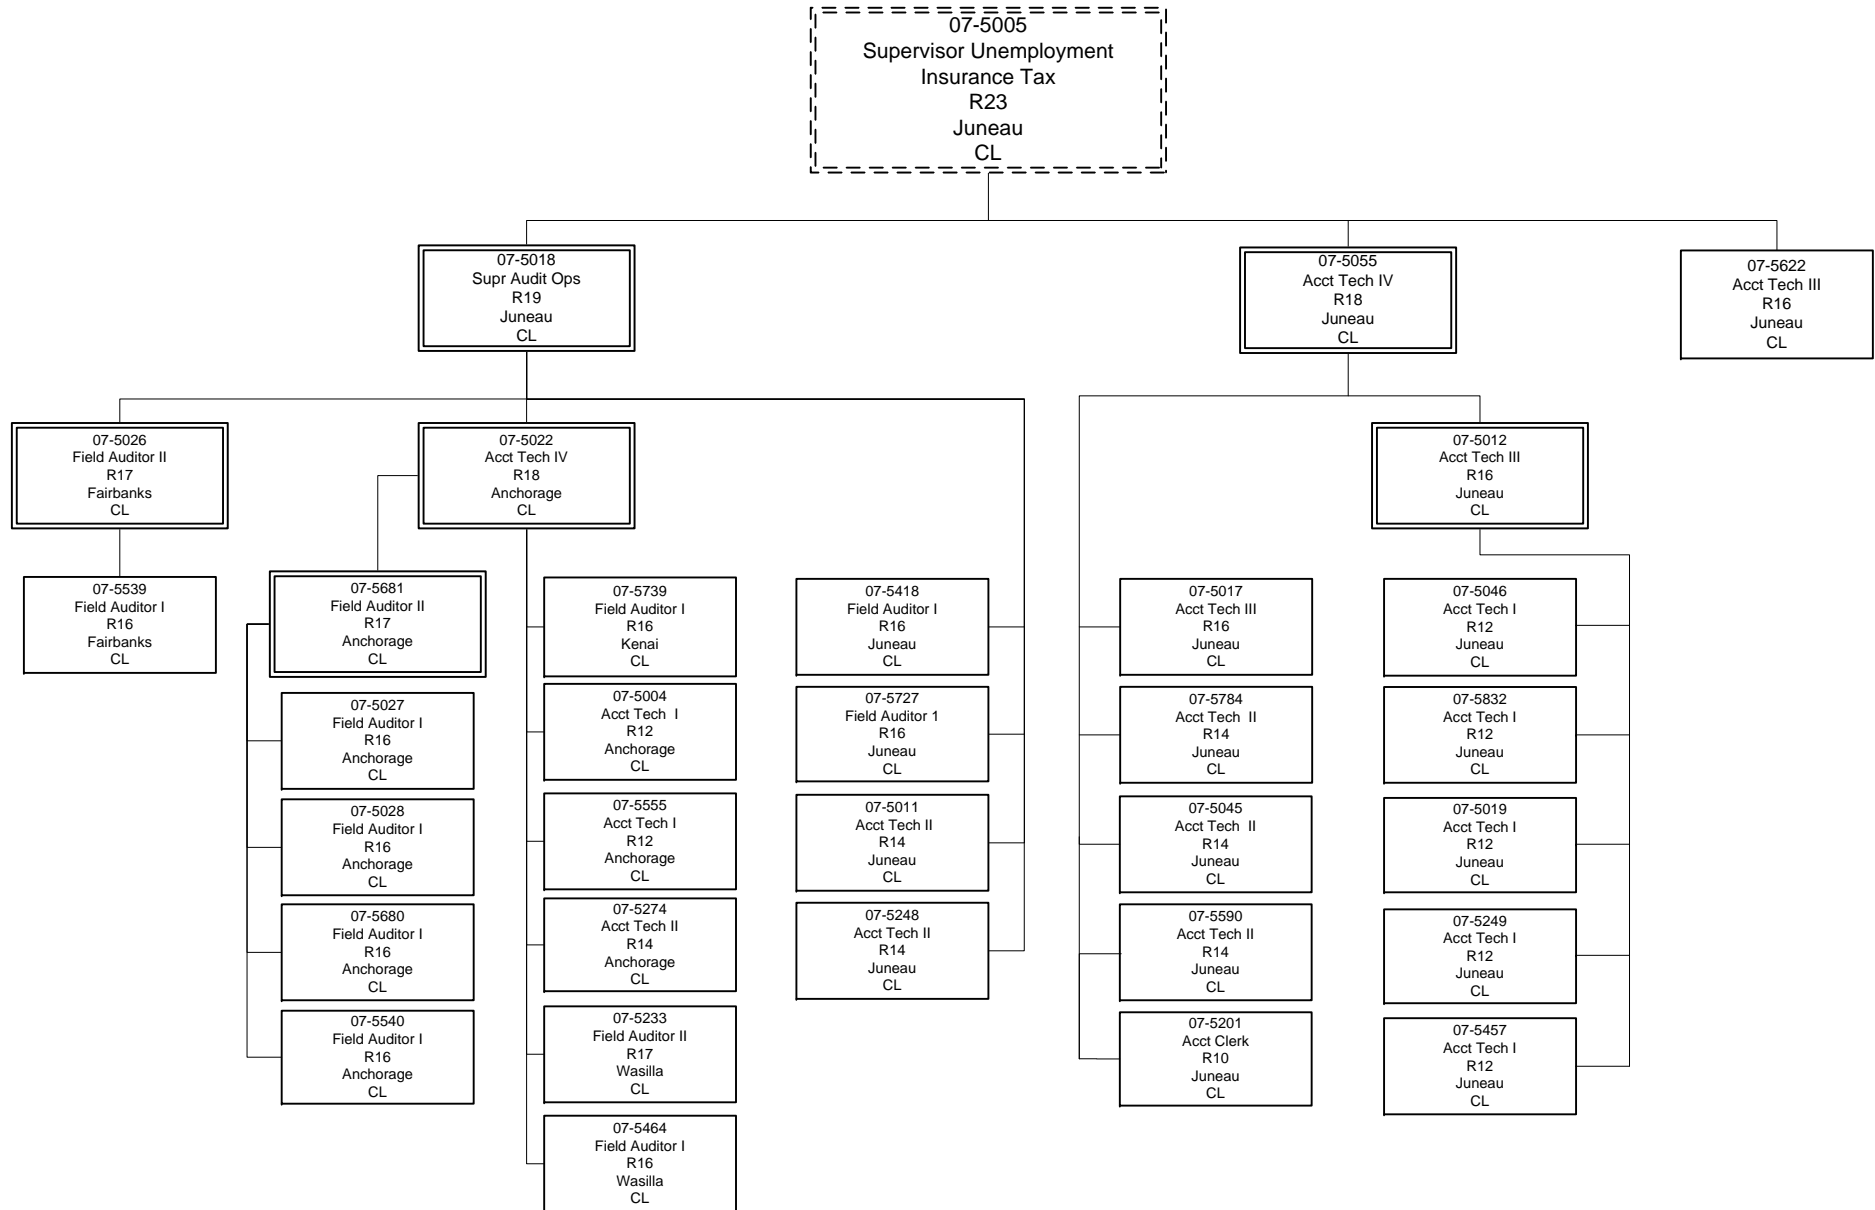 07-5005
Supervisor Unemployment
Insurance Tax
R23
Juneau
CL
07-5018
Supr Audit Ops
R19
Juneau
CL
07-5055
Acct Tech IV
R18
Juneau
CL
07-5622
Acct Tech III
R16
Juneau
CL
07-5026
Field Auditor II
R17
Fairbanks
CL
07-5022
Acct Tech IV
R18
Anchorage
CL
07-5012
Acct Tech III
R16
Juneau
CL
07-5539
Field Auditor I
R16
Fairbanks
CL
07-5681
Field Auditor II
R17
Anchorage
CL
07-5027
Field Auditor I
R16
Anchorage
CL
07-5028
Field Auditor I
R16
Anchorage
CL
07-5680
Field Auditor I
R16
Anchorage
CL
07-5540
Field Auditor I
R16
Anchorage
CL
07-5739
Field Auditor I
R16
Kenai
CL
07-5004
Acct Tech  I
R12
Anchorage
CL
07-5555
Acct Tech I
R12
Anchorage
CL
07-5274
Acct Tech II
R14
Anchorage
CL
07-5233
Field Auditor II
R17
Wasilla
CL
07-5464
Field Auditor I
R16
Wasilla
CL
07-5418
Field Auditor I
R16
Juneau
CL
07-5727
Field Auditor 1
R16
Juneau
CL
07-5011
Acct Tech II
R14
Juneau
CL
07-5248
Acct Tech II
R14
Juneau
CL
07-5017
Acct Tech III
R16
Juneau
CL
07-5784
Acct Tech  II
R14
Juneau
CL
07-5045
Acct Tech  II
R14
Juneau
CL
07-5590
Acct Tech II
R14
Juneau
CL
07-5201
Acct Clerk
R10
Juneau
CL
07-5046
Acct Tech I
R12
Juneau
CL
07-5832
Acct Tech I
R12
Juneau
CL
07-5019
Acct Tech I
R12
Juneau
CL
07-5249
Acct Tech I
R12
Juneau
CL
07-5457
Acct Tech I
R12
Juneau
CL